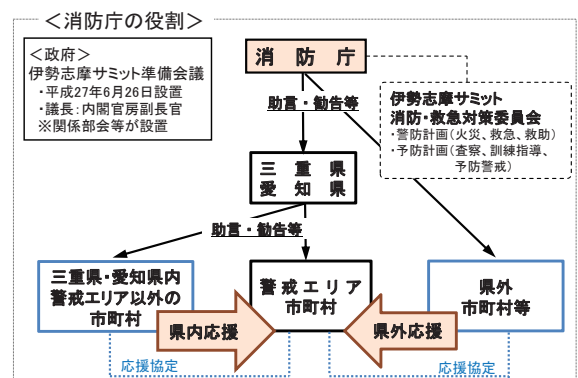 ＜消防庁の役割＞
＜政府＞
伊勢志摩サミット準備会議
・平成27年6月26日設置
・議長：内閣官房副長官
※関係部会等が設置
消防庁
伊勢志摩サミット
消防・救急対策委員会
・警防計画（火災、救急、救助）
・予防計画（査察、訓練指導、
予防警戒）
助言・勧告等
三重県
愛知県
助言・勧告等
三重県・愛知県内
警戒エリア以外の
市町村
警戒エリア
市町村
県外
市町村等
県内応援
県外応援
応援協定
応援協定